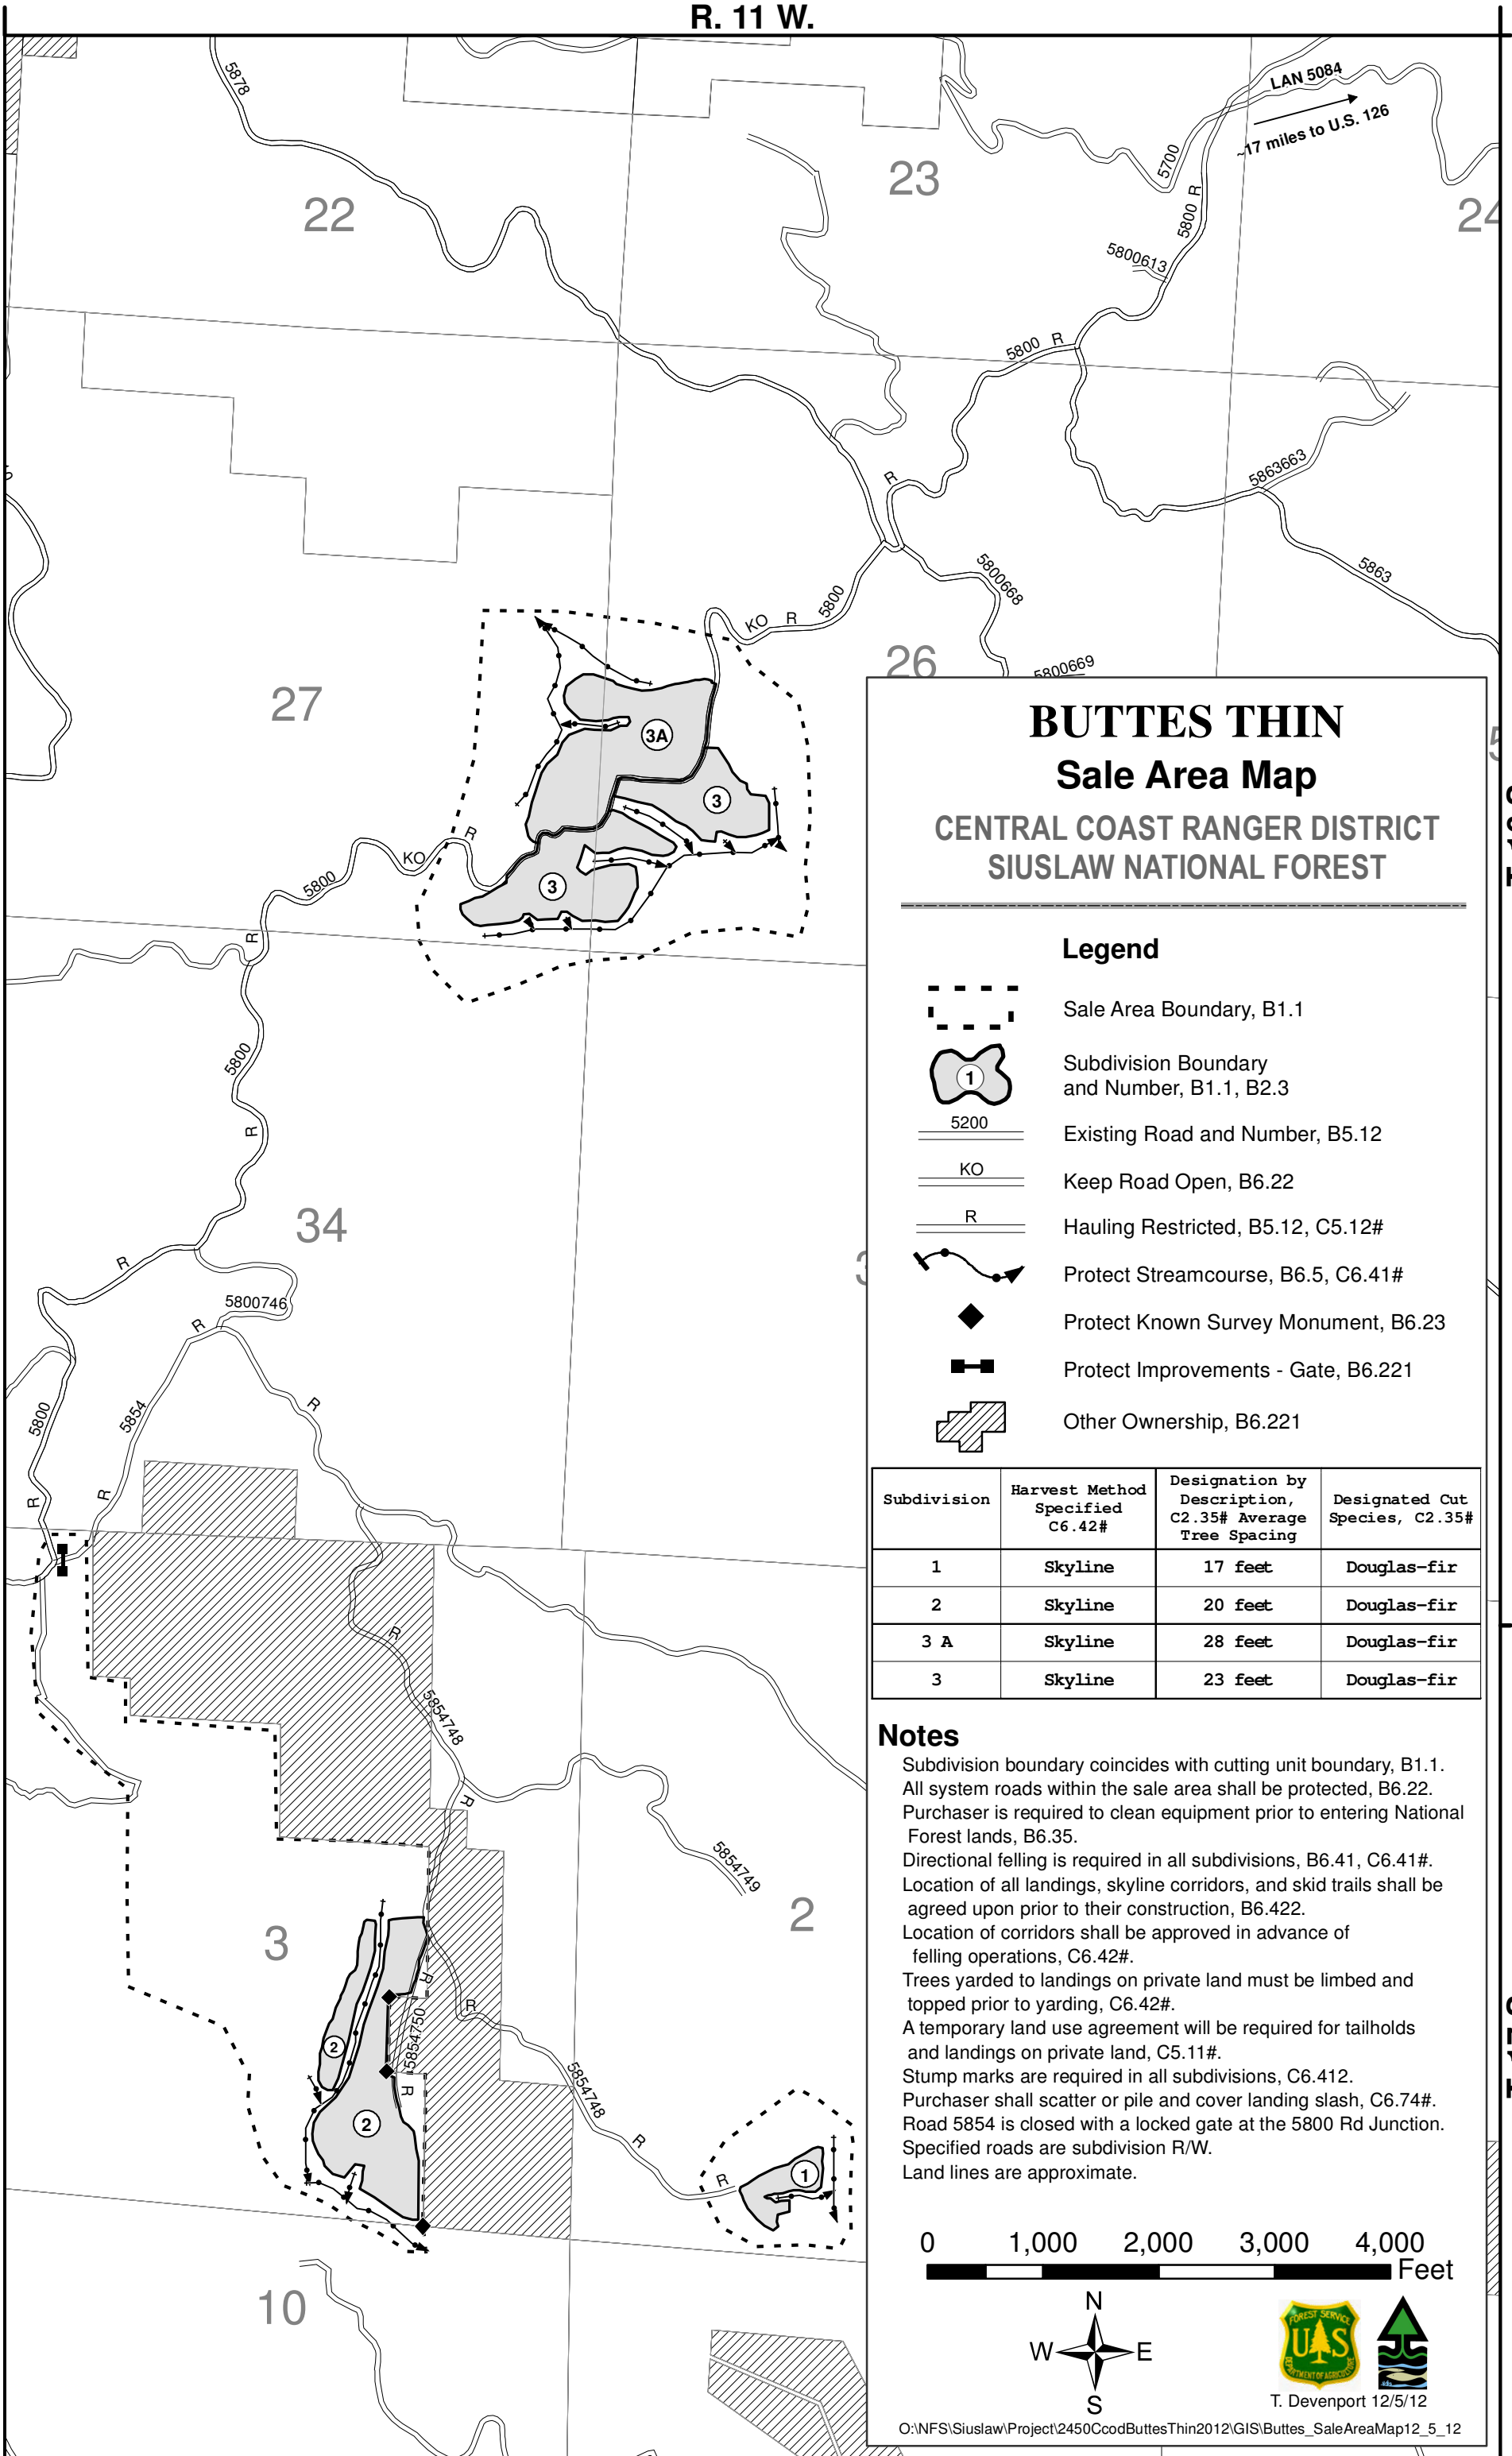 R. 11 W.
5878
LAN 5084
~17 miles to U.S. 126
5700
5800 R
5800613
22
23
24
5800 R
R
5863663
5863
5800668
5800
R
KO
5800669
26
27
3A
3
3
R
KO
5800
R
5800
R
34
R
5800746
R
R
5800
5854
R
R
R
5854748
R
5854749
3
2
R
5854750
R
R
2
2
5854748
R
R
1
10
BUTTES THIN
Sale Area Map
CENTRAL COAST RANGER DISTRICT
SIUSLAW NATIONAL FOREST
Legend
Sale Area Boundary, B1.1
1
Subdivision Boundary
and Number, B1.1, B2.3
5200
Existing Road and Number, B5.12
KO
Keep Road Open, B6.22
R
Hauling Restricted, B5.12, C5.12#
Protect Streamcourse, B6.5, C6.41#
Protect Known Survey Monument, B6.23
Protect Improvements - Gate, B6.221
Other Ownership, B6.221
Subdivision | Harvest Method Specified C6.42# | Designation by Description, C2.35# Average Tree Spacing | Designated Cut Species, C2.35#
1 | Skyline | 17 feet | Douglas-fir
2 | Skyline | 20 feet | Douglas-fir
3 A | Skyline | 28 feet | Douglas-fir
3 | Skyline | 23 feet | Douglas-fir
Notes
Subdivision boundary coincides with cutting unit boundary, B1.1.
All system roads within the sale area shall be protected, B6.22.
Purchaser is required to clean equipment prior to entering National
Forest lands, B6.35.
Directional felling is required in all subdivisions, B6.41, C6.41#.
Location of all landings, skyline corridors, and skid trails shall be
agreed upon prior to their construction, B6.422.
Location of corridors shall be approved in advance of
felling operations, C6.42#.
Trees yarded to landings on private land must be limbed and
topped prior to yarding, C6.42#.
A temporary land use agreement will be required for tailholds
and landings on private land, C5.11#.
Stump marks are required in all subdivisions, C6.412.
Purchaser shall scatter or pile and cover landing slash, C6.74#.
Road 5854 is closed with a locked gate at the 5800 Rd Junction.
Specified roads are subdivision R/W.
Land lines are approximate.
0 1,000 2,000 3,000 4,000
Feet
N
W E
S
FOREST SERVICE
U S
DEPARTMENT OF AGRICULTURE
T. Devenport 12/5/12
O:\NFS\Siuslaw\Project\2450CcodButtesThin2012\GIS\Buttes_SaleAreaMap12_5_12